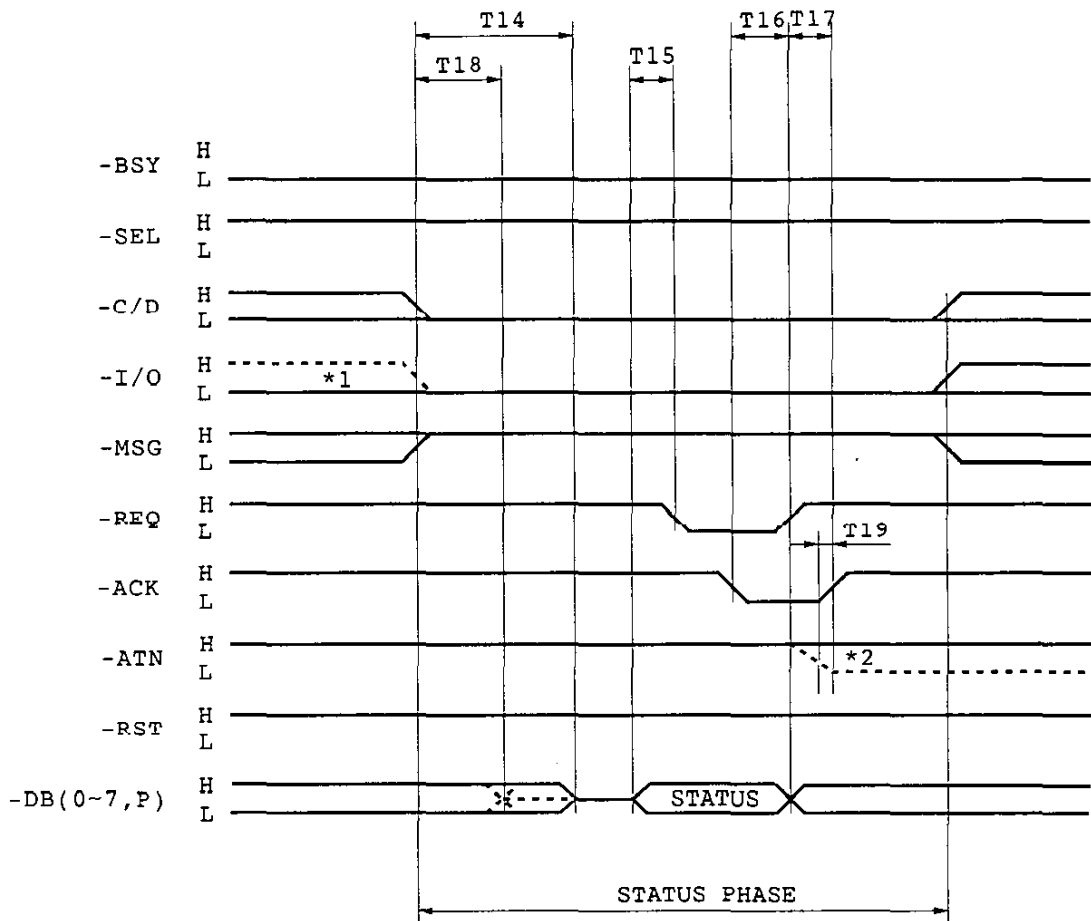 T14 T16 T17
T18 T15
-BSY H L
-SEL H L
-C/D H L
-I/O H L *1
-MSG H L
-REQ H L
T19
-ACK H L
-ATN H L *2
-RST H L
-DB(0~7,P) H L STATUS
STATUS PHASE